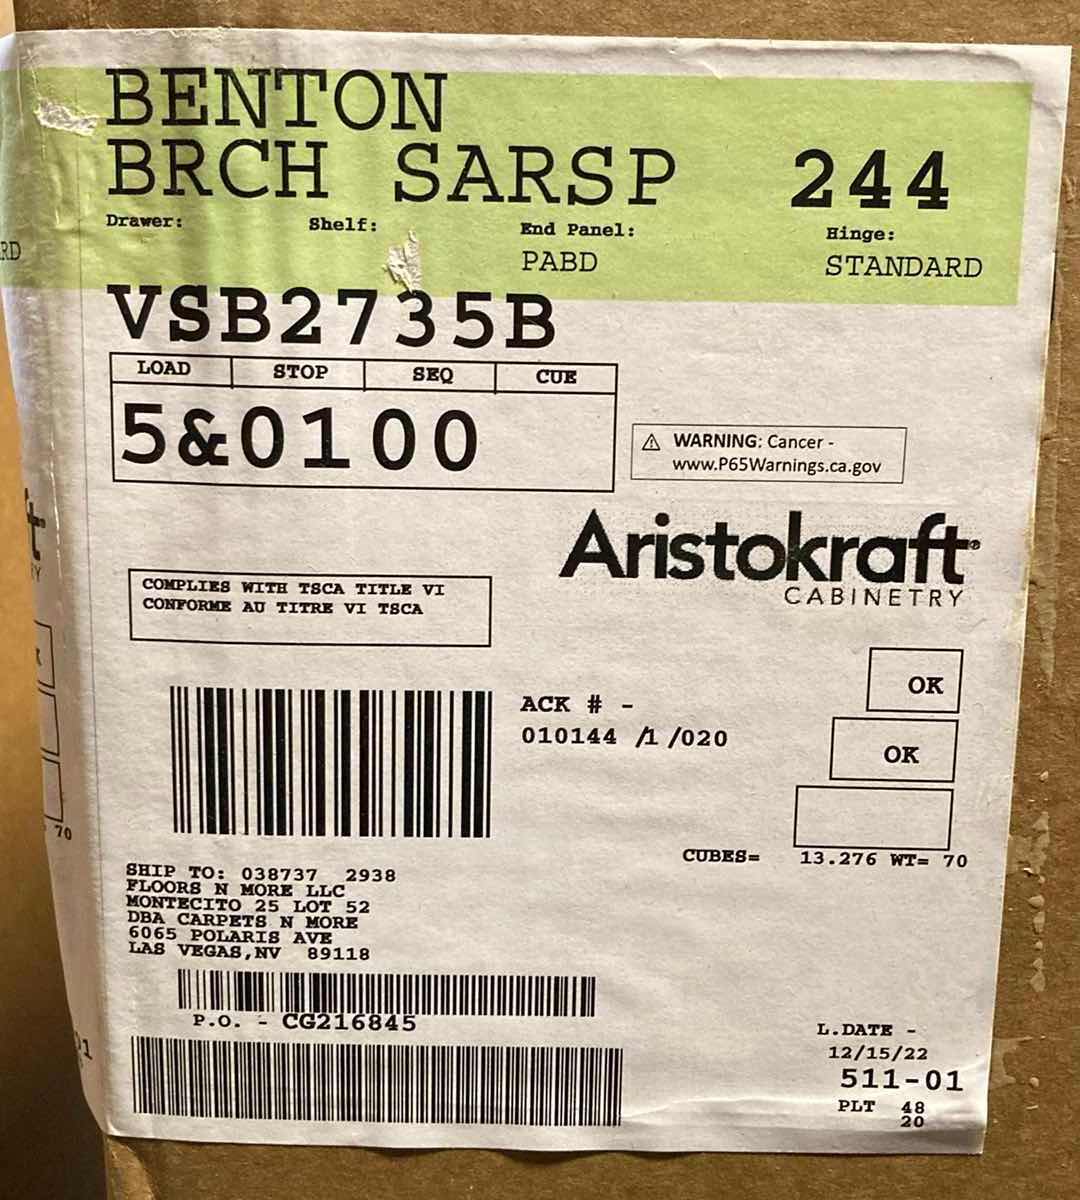 BENTON
BRCH SARSP 244
Drawer: Shelf: End Panel: Hinge:
PABD STANDARD
VSB2735B
LOAD STOP SEQ CUE
5&0100
⚠ WARNING: Cancer -
www.P65Warnings.ca.gov
Aristokraft®
CABINETRY
COMPLIES WITH TSCA TITLE VI
CONFORME AU TITRE VI TSCA
OK
ACK # -
010144 /1 /020
OK
CUBES= 13.276 WT= 70
SHIP TO: 038737 2938
FLOORS N MORE LLC
MONTECITO 25 LOT 52
DBA CARPETS N MORE
6065 POLARIS AVE
LAS VEGAS,NV 89118
P.O. - CG216845
L.DATE -
12/15/22
511-01
PLT 48
20
RD
70